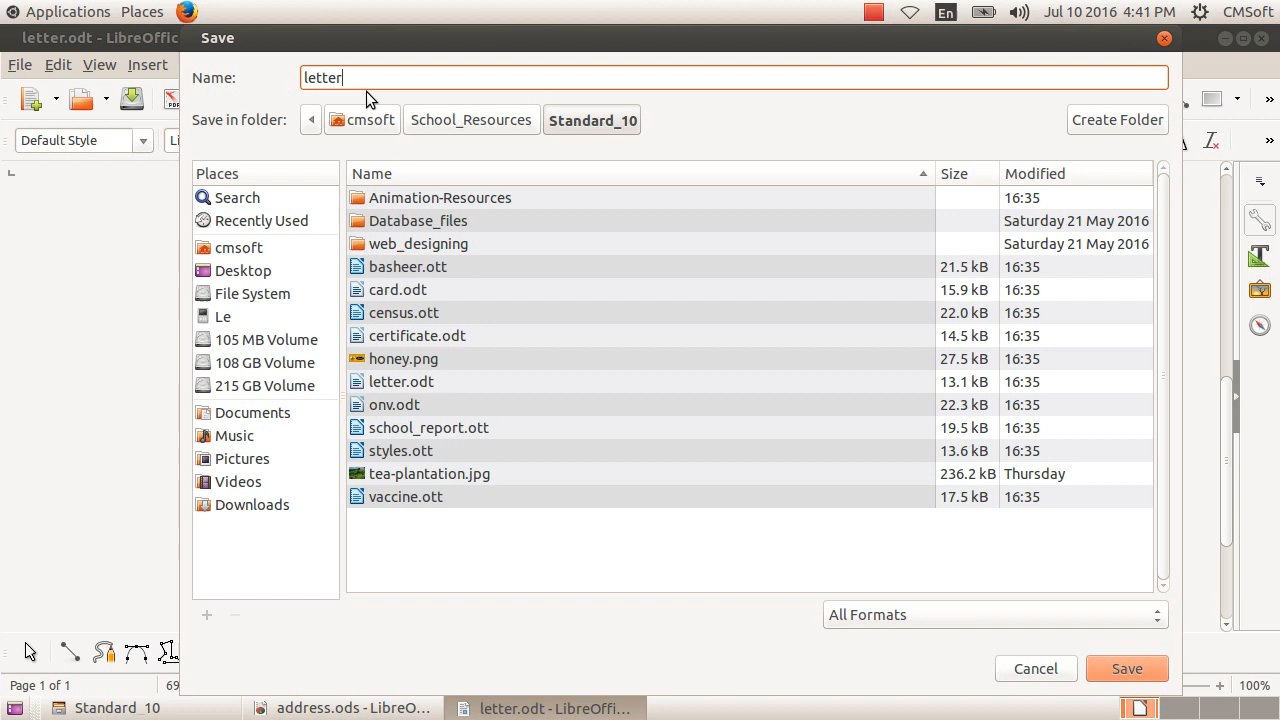 Applications Places En Jul 10 2016 4:41 PM CMSoft
letter.odt - LibreOffic Save
File Edit View Insert Name: letter
Save in folder: cmsoft School_Resources Standard_10 Create Folder
Default Style Places Name Size Modified
Search Animation-Resources 16:35
Recently Used Database_files Saturday 21 May 2016
cmsoft web_designing Saturday 21 May 2016
Desktop basheer.ott 21.5 kB 16:35
File System card.odt 15.9 kB 16:35
Le census.ott 22.0 kB 16:35
105 MB Volume certificate.odt 14.5 kB 16:35
108 GB Volume honey.png 27.5 kB 16:35
215 GB Volume letter.odt 13.1 kB 16:35
Documents onv.odt 22.3 kB 16:35
Music school_report.ott 19.5 kB 16:35
Pictures styles.ott 13.6 kB 16:35
Videos tea-plantation.jpg 236.2 kB Thursday
Downloads vaccine.ott 17.5 kB 16:35
All Formats
Cancel Save
Page 1 of 1 69 100%
Standard_10 address.ods - LibreO... letter.odt - LibreOffi...